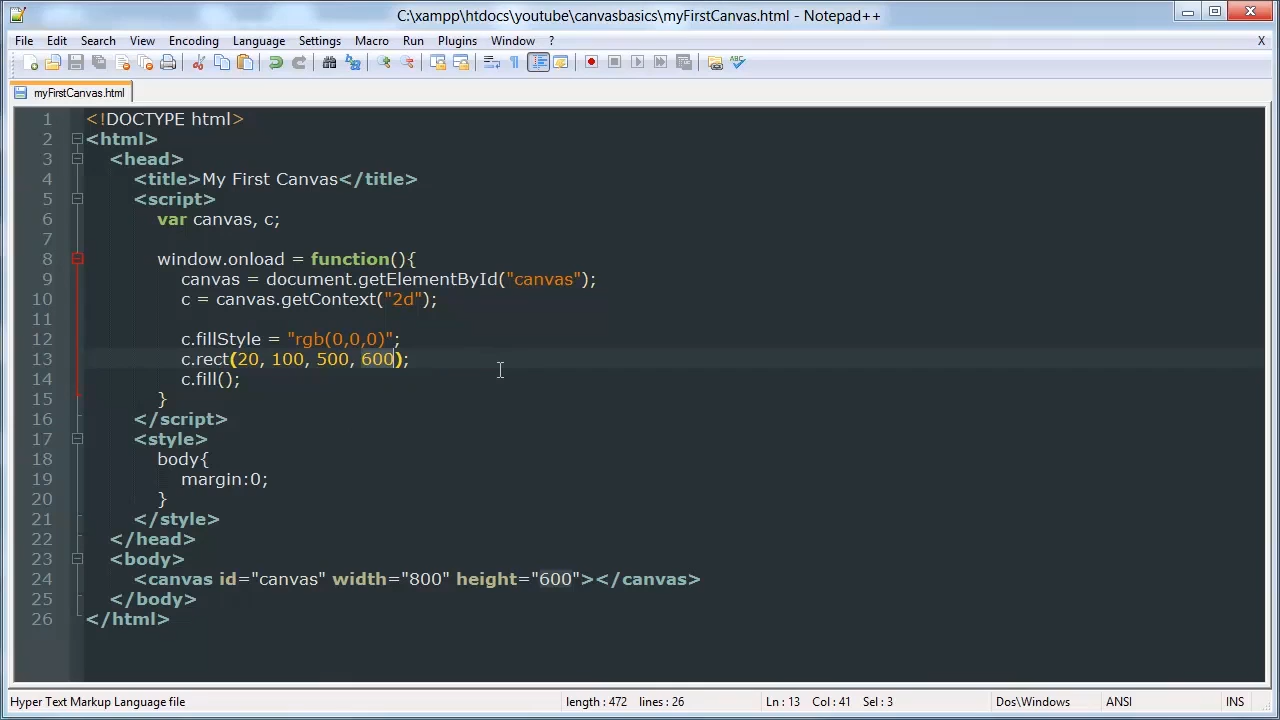 C:\xampp\htdocs\youtube\canvasbasics\myFirstCanvas.html - Notepad++
File Edit Search View Encoding Language Settings Macro Run Plugins Window ? X
myFirstCanvas.html
1 <!DOCTYPE html>
2 <html>
3 <head>
4 <title>My First Canvas</title>
5 <script>
6 var canvas, c;
7
8 window.onload = function(){
9 canvas = document.getElementById("canvas");
10 c = canvas.getContext("2d");
11
12 c.fillStyle = "rgb(0,0,0)";
13 c.rect(20, 100, 500, 600);
14 c.fill();
15 }
16 </script>
17 <style>
18 body{
19 margin:0;
20 }
21 </style>
22 </head>
23 <body>
24 <canvas id="canvas" width="800" height="600"></canvas>
25 </body>
26 </html>
Hyper Text Markup Language file length : 472 lines : 26 Ln : 13 Col : 41 Sel : 3 Dos\Windows ANSI INS